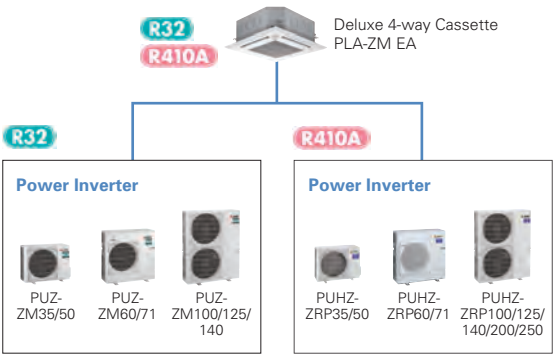 R32
R410A
Deluxe 4-way Cassette
PLA-ZM EA
R32
Power Inverter
PUZ-
ZM35/50
PUZ-
ZM60/71
PUZ-
ZM100/125/
140
R410A
Power Inverter
PUHZ-
ZRP35/50
PUHZ-
ZRP60/71
PUHZ-
ZRP100/125/
140/200/250